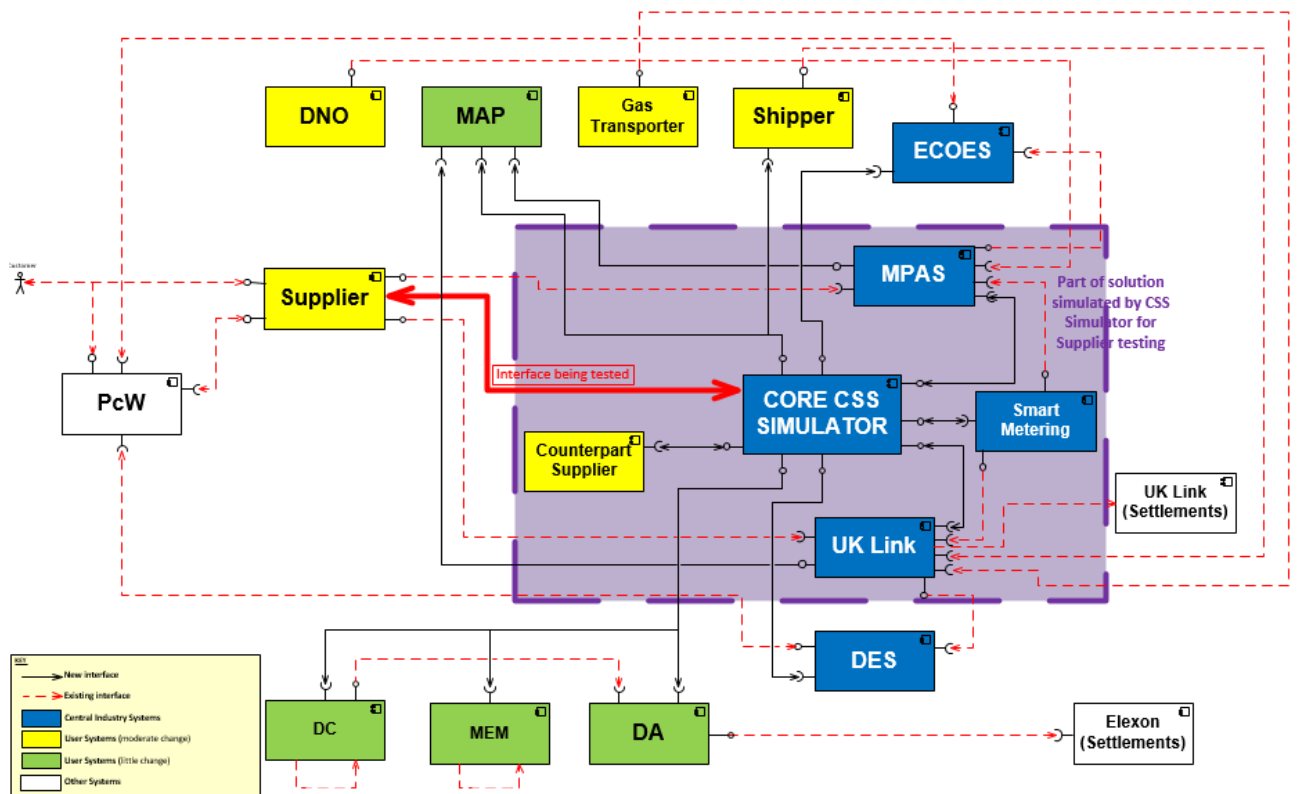 DNO
MAP
Gas
Transporter
Shipper
ECOES
Customer
Supplier
MPAS
Part of solution
simulated by CSS
Simulator for
Supplier testing
Interface being tested
PcW
CORE CSS
SIMULATOR
Smart
Metering
Counterpart
Supplier
UK Link
(Settlements)
UK Link
DES
KEY
New interface
Existing interface
Central Industry Systems
User Systems (moderate change)
User Systems (little change)
Other Systems
DC
MEM
DA
Elexon
(Settlements)